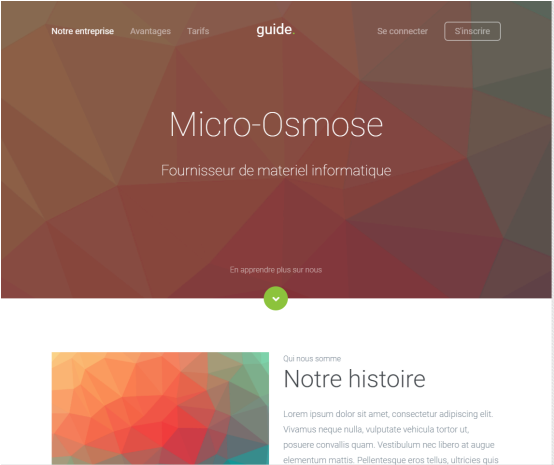 Notre entreprise Avantages Tarifs guide. Se connecter S'inscrire
Micro-Osmose
Fournisseur de materiel informatique
En apprendre plus sur nous
Qui nous somme
Notre histoire
Lorem ipsum dolor sit amet, consectetur adipiscing elit.
Vivamus neque nulla, vulputate vehicula tortor ut,
posuere convallis quam. Vestibulum nec libero at augue
elementum mattis. Pellentesque eros tellus, ultricies quis